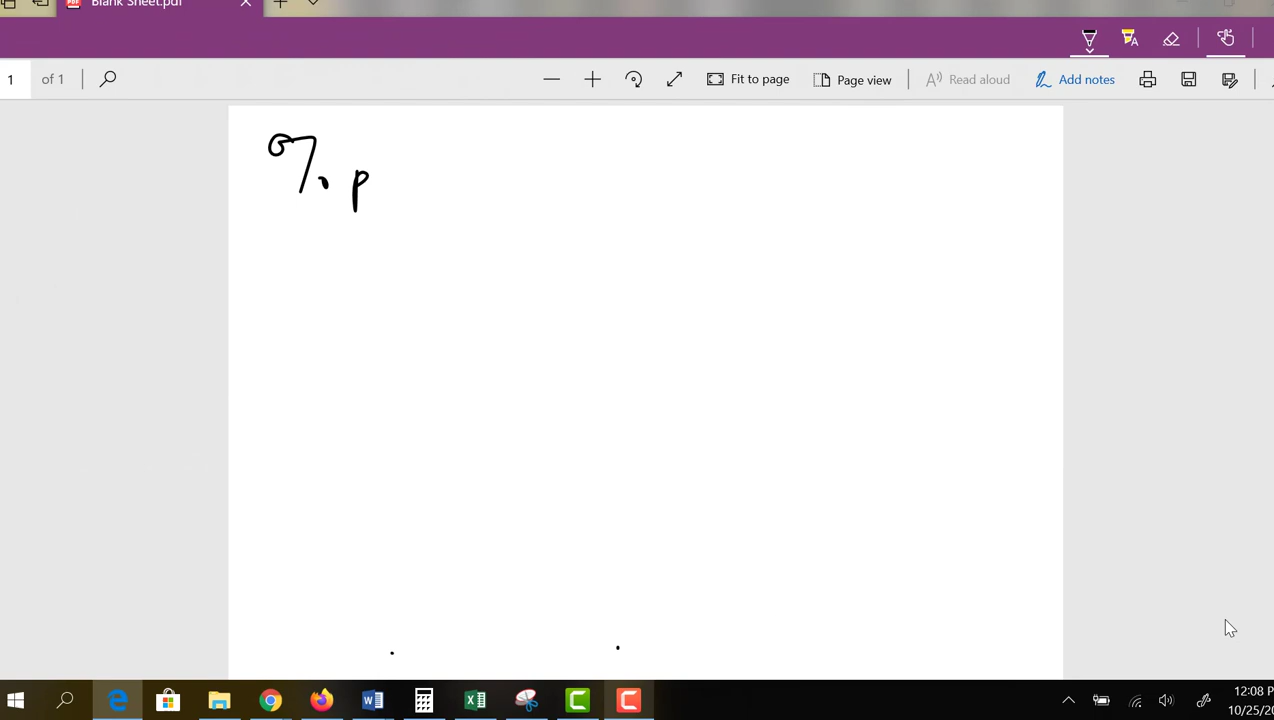 Blank Sheet.pdf
1 of 1 Fit to page Page view Read aloud Add notes
% p
12:08 P
10/25/20